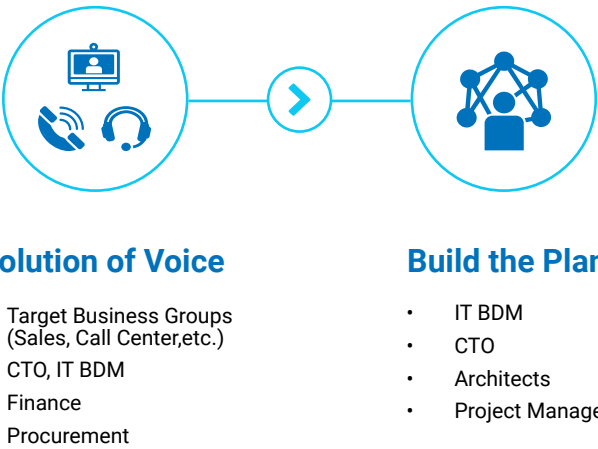 olution of Voice
Target Business Groups
(Sales, Call Center,etc.)
CTO, IT BDM
Finance
Procurement
Build the Plan
• IT BDM
• CTO
• Architects
• Project Manage